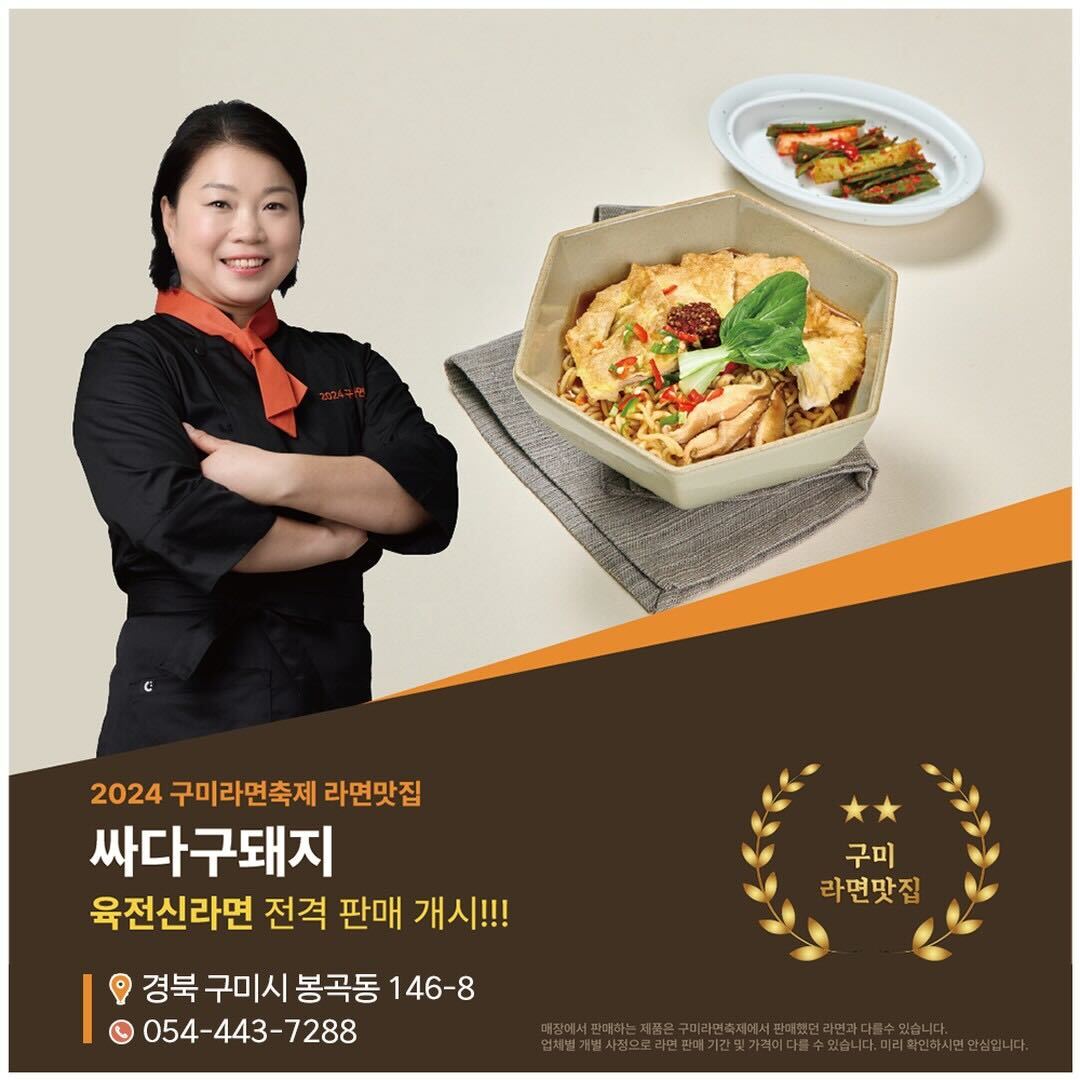 2024 구
2024 구미라면축제 라면맛집
싸다구돼지
육전신라면 전격 판매 개시!!!
경북 구미시 봉곡동 146-8
054-443-7288
구미
라면맛집
매장에서 판매하는 제품은 구미라면축제에서 판매했던 라면과 다를수 있습니다.
업체별 개별 사정으로 라면 판매 기간 및 가격이 다를 수 있습니다. 미리 확인하시면 안심입니다.